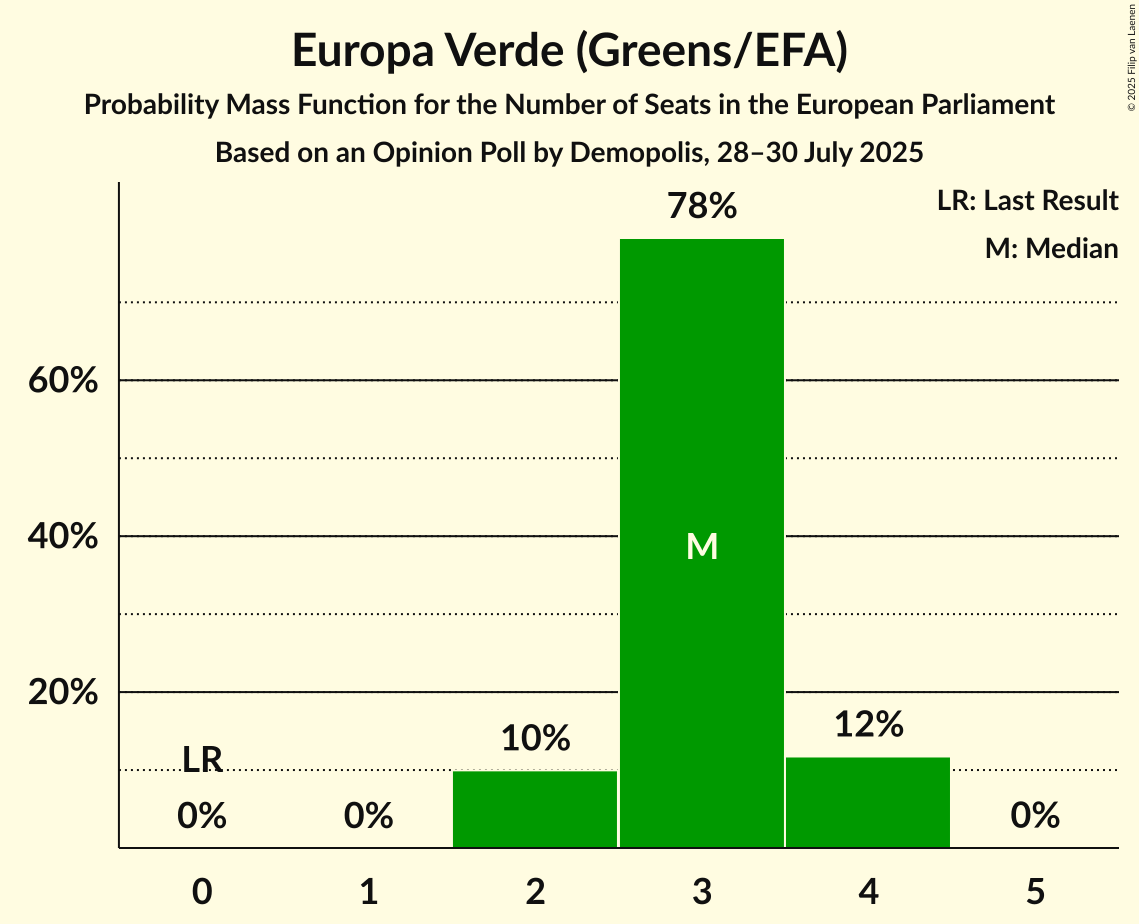 Europa Verde (Greens/EFA)
Probability Mass Function for the Number of Seats in the European Parliament
Based on an Opinion Poll by Demopolis, 28–30 July 2025
© 2025 Filip van Laenen
LR: Last Result
M: Median
78%
60%
40%
M
20%
12%
10%
LR
0%
0%
0%
0
1
2
3
4
5